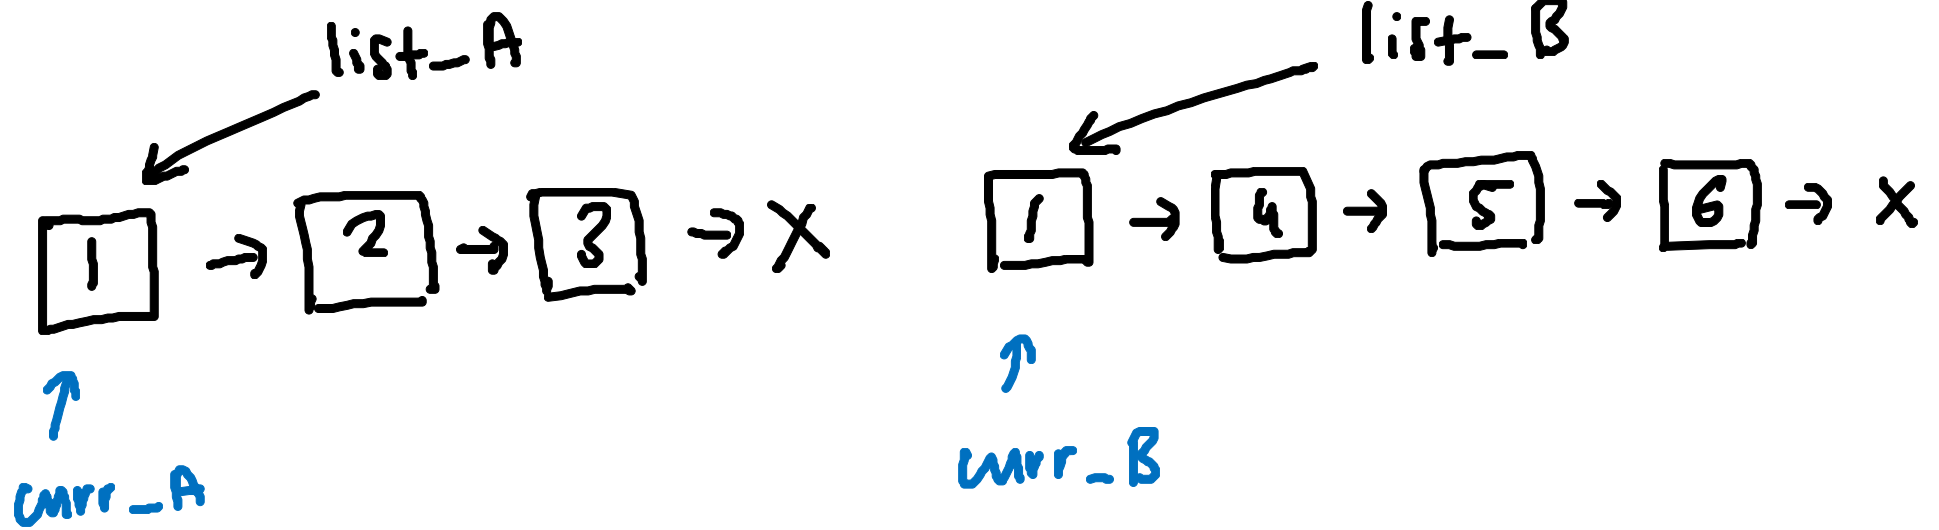 list_A
list_B
1 → 2 → 3 → X
1 → 4 → 5 → 6 → X
curr_A
curr_B